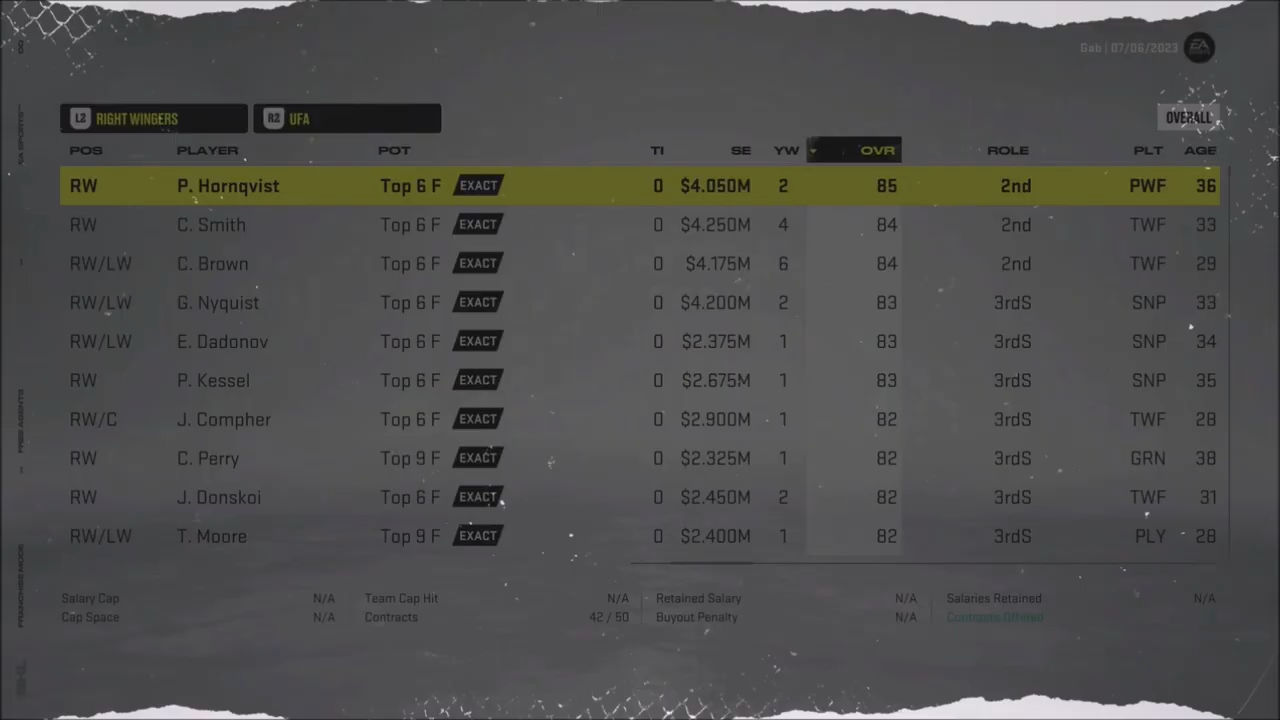 Gab | 07/06/2023 EA
L2 RIGHT WINGERS R2 UFA OVERALL
POS PLAYER POT TI SE YW OVR ROLE PLT AGE
RW P. Hornqvist Top 6 F EXACT 0 $4.050M 2 85 2nd PWF 36
RW C. Smith Top 6 F EXACT 0 $4.250M 4 84 2nd TWF 33
RW/LW C. Brown Top 6 F EXACT 0 $4.175M 6 84 2nd TWF 29
RW/LW G. Nyquist Top 6 F EXACT 0 $4.200M 2 83 3rdS SNP 33
RW/LW E. Dadonov Top 6 F EXACT 0 $2.375M 1 83 3rdS SNP 34
RW P. Kessel Top 6 F EXACT 0 $2.675M 1 83 3rdS SNP 35
RW/C J. Compher Top 6 F EXACT 0 $2.900M 1 82 3rdS TWF 28
RW C. Perry Top 9 F EXACT 0 $2.325M 1 82 3rdS GRN 38
RW J. Donskoi Top 6 F EXACT 0 $2.450M 2 82 3rdS TWF 31
RW/LW T. Moore Top 9 F EXACT 0 $2.400M 1 82 3rdS PLY 28
Salary Cap N/A Team Cap Hit N/A Retained Salary N/A Salaries Retained N/A
Cap Space N/A Contracts 42 / 50 Buyout Penalty N/A Contracts Offered
EA SPORTS™
FREE AGENTS
FRANCHISE MODE
NHL